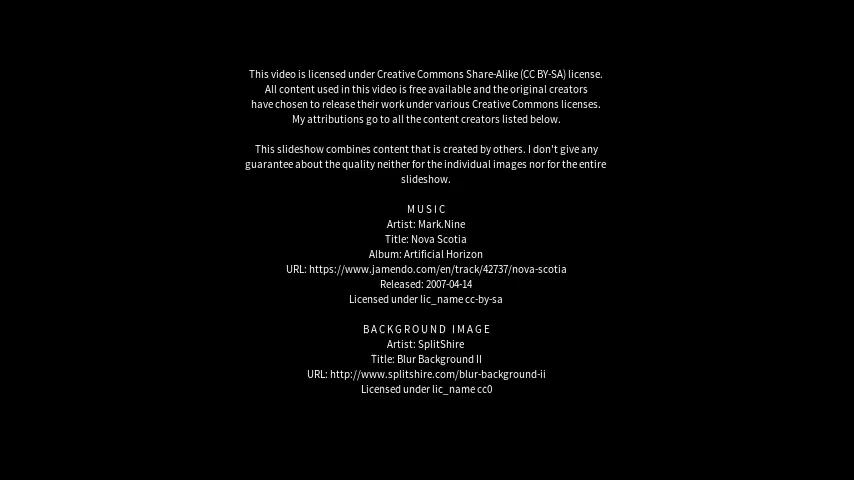 This video is licensed under Creative Commons Share-Alike (CC BY-SA) license.
All content used in this video is free available and the original creators
have chosen to release their work under various Creative Commons licenses.
My attributions go to all the content creators listed below.
This slideshow combines content that is created by others. I don't give any
guarantee about the quality neither for the individual images nor for the entire
slideshow.
MUSIC
Artist: Mark.Nine
Title: Nova Scotia
Album: Artificial Horizon
URL: https://www.jamendo.com/en/track/42737/nova-scotia
Released: 2007-04-14
Licensed under lic_name cc-by-sa
BACKGROUND IMAGE
Artist: SplitShire
Title: Blur Background II
URL: http://www.splitshire.com/blur-background-ii
Licensed under lic_name cc0